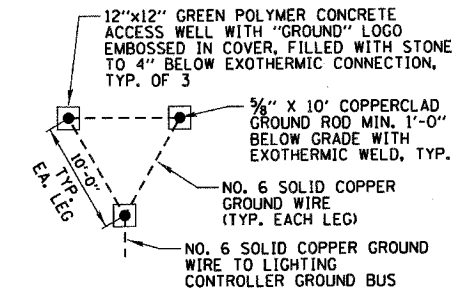 12"x12" GREEN POLYMER CONCRETE
ACCESS WELL WITH "GROUND" LOGO
EMBOSSED IN COVER, FILLED WITH STONE
TO 4" BELOW EXOTHERMIC CONNECTION,
TYP. OF 3
5/8" X 10' COPPERCLAD
GROUND ROD MIN. 1'-0"
BELOW GRADE WITH
EXOTHERMIC WELD, TYP.
10'-0"
TYP.
EA. LEG
NO. 6 SOLID COPPER
GROUND WIRE
(TYP. EACH LEG)
NO. 6 SOLID COPPER GROUND
WIRE TO LIGHTING
CONTROLLER GROUND BUS